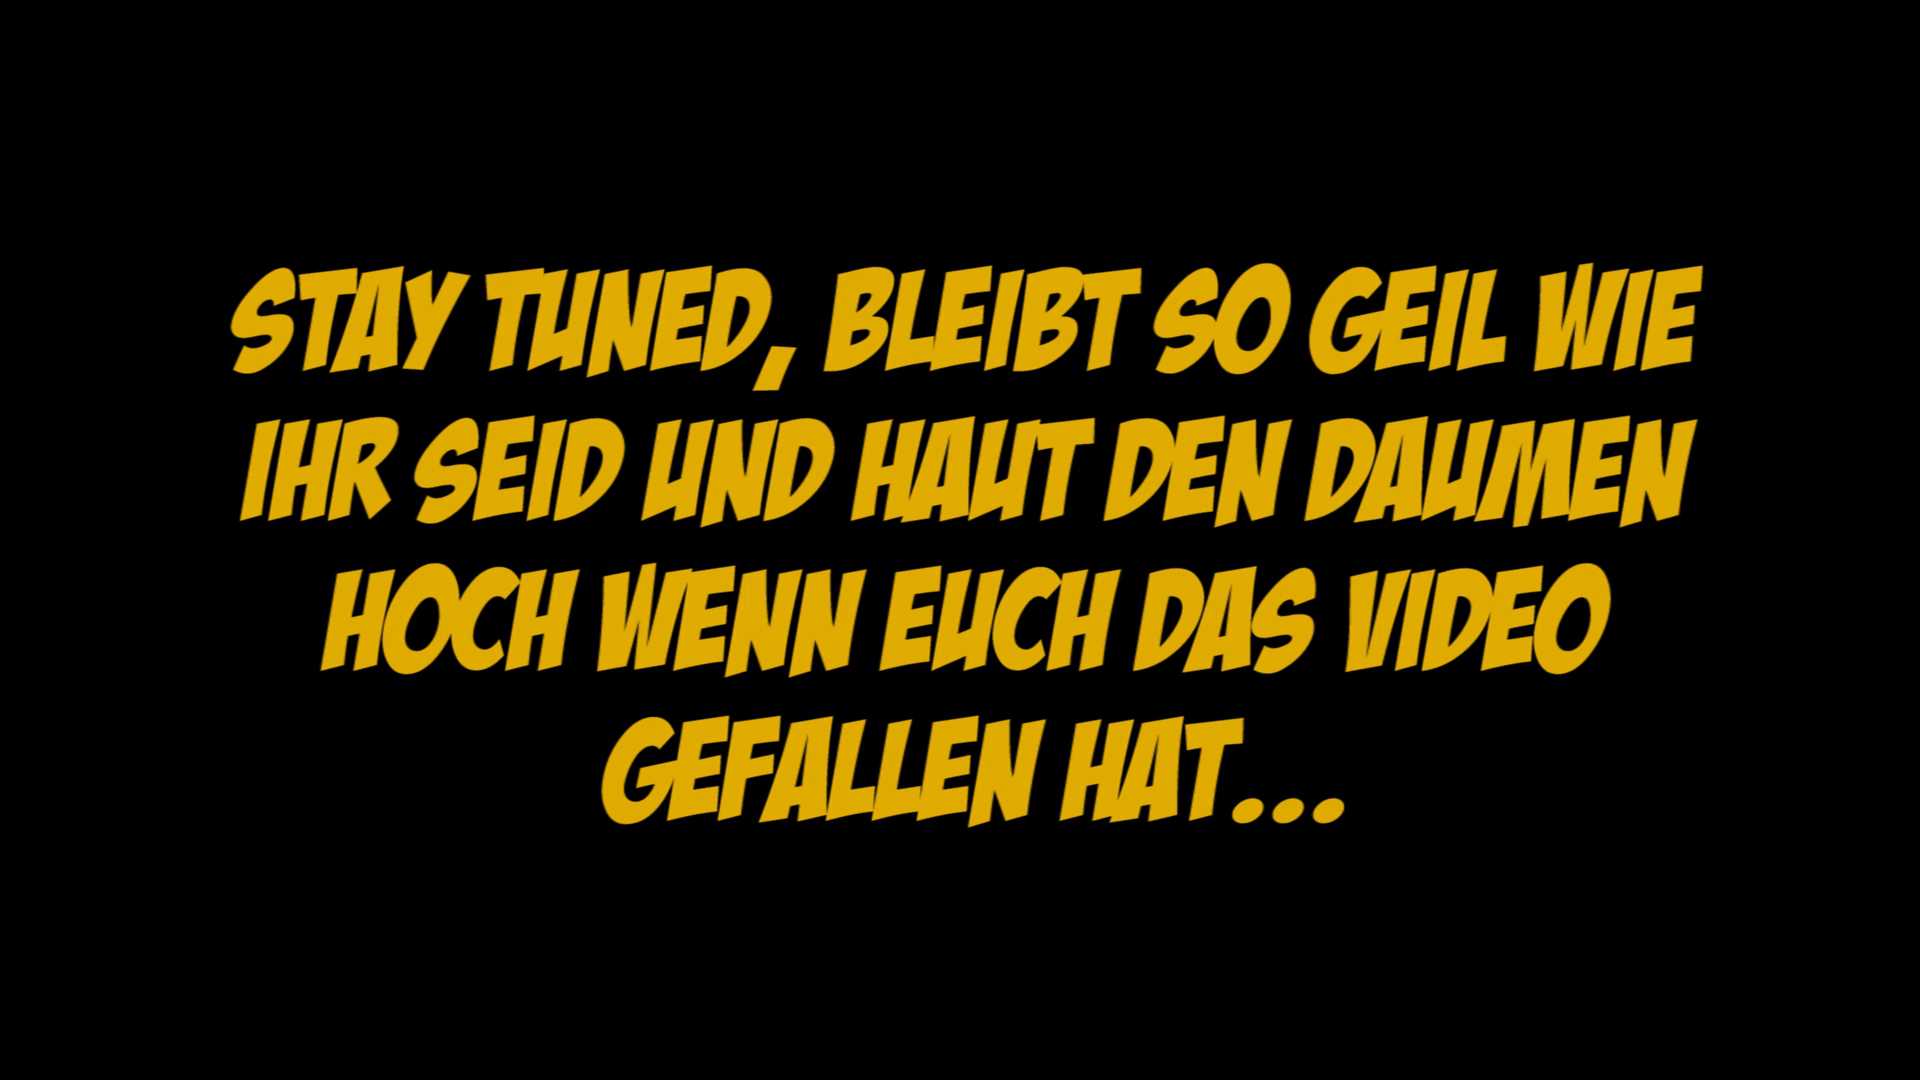 STAY TUNED, BLEIBT SO GEIL WIE
IHR SEID UND HAUT DEN DAUMEN
HOCH WENN EUCH DAS VIDEO
GEFALLEN HAT...